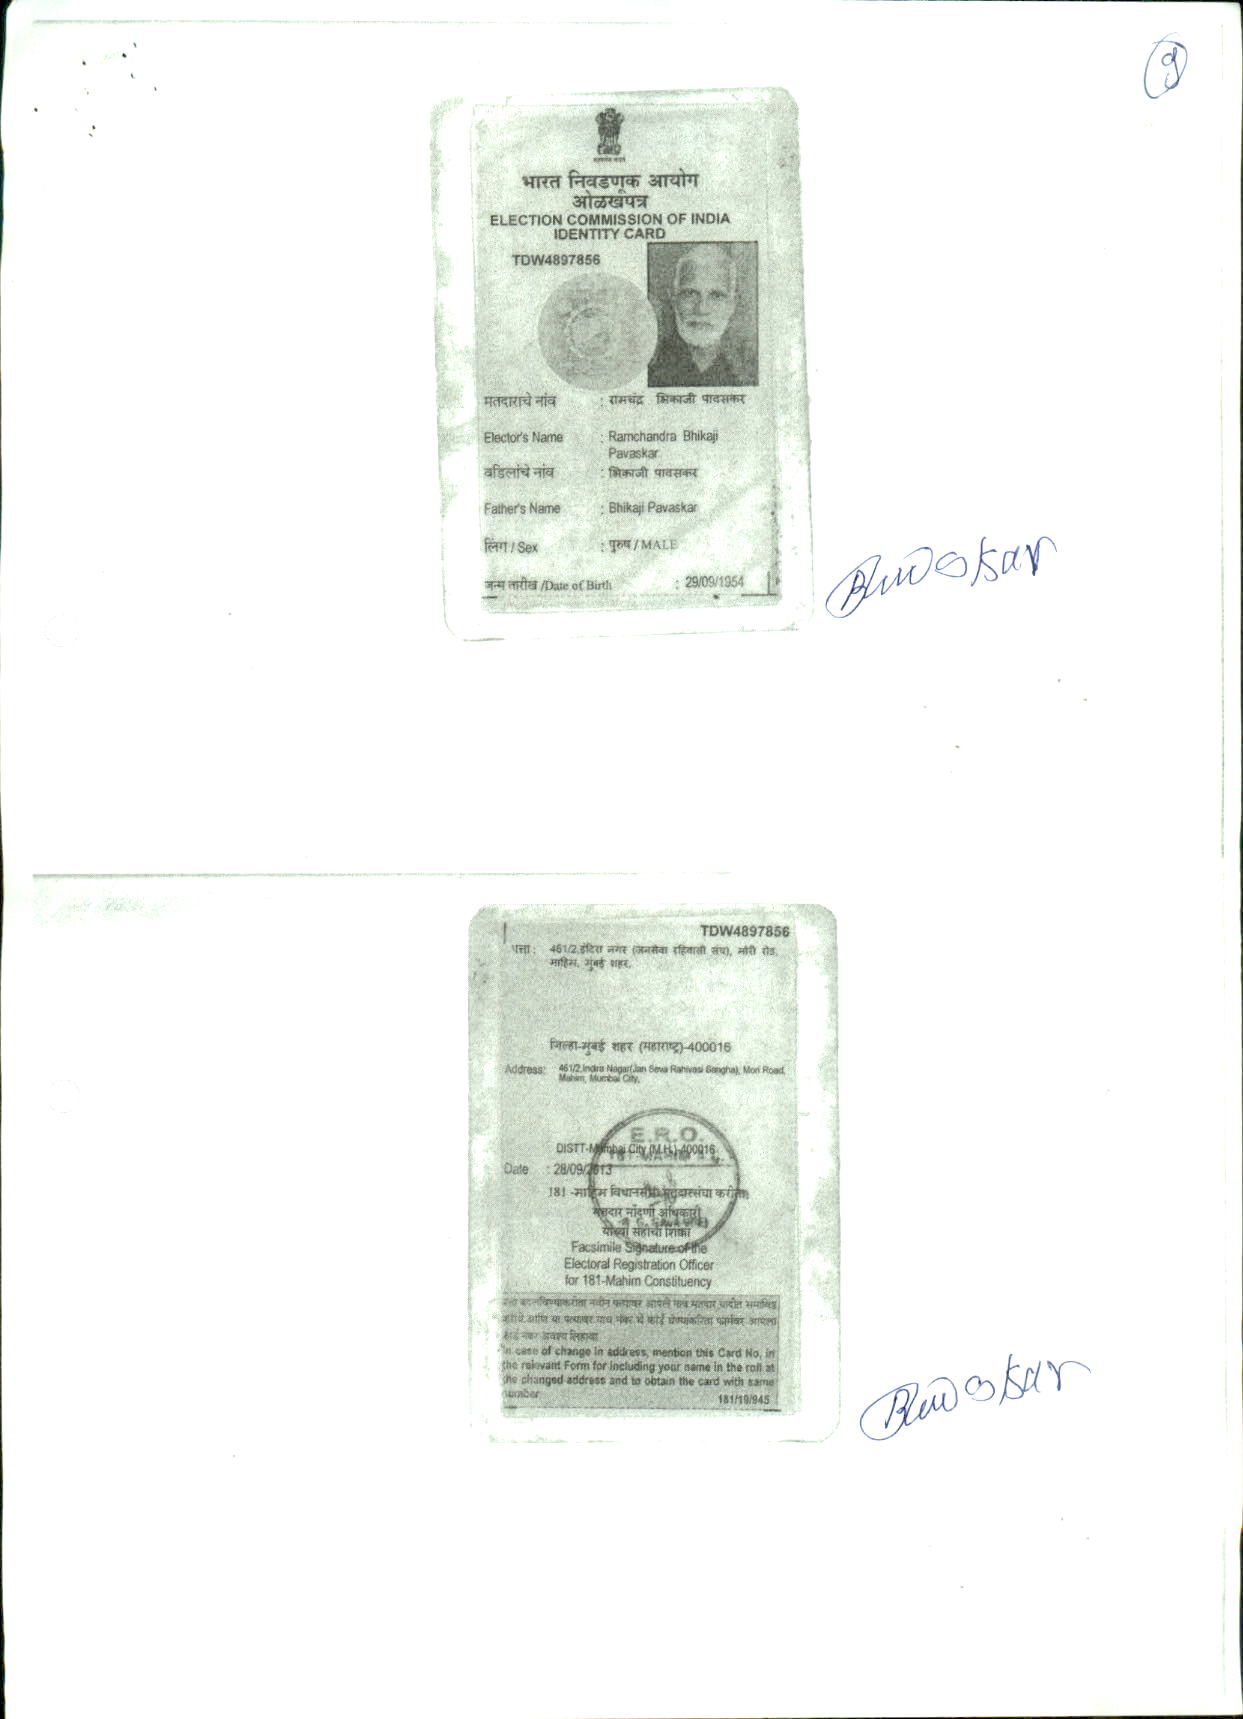 भारत निवडणूक आयोग
ओळखपत्र
ELECTION COMMISSION OF INDIA
IDENTITY CARD
TDW4897856
मतदाराचे नांव : रामचंद्र भिकाजी पावसकर
Elector's Name : Ramchandra Bhikaji
Pavaskar
वडिलांचे नांव : भिकाजी पावसकर
Father's Name : Bhikaji Pavaskar
लिंग / Sex : पुरुष / MALE
जन्म तारीख /Date of Birth : 29/09/1954
TDW4897856
पत्ता : 461/2,इंदिरा नगर (जनसेवा रहिवासी संघ), मोरी रोड,
माहिम, मुंबई शहर,
जिल्हा-मुंबई शहर (महाराष्ट्र)-400016
Address: 461/2,Indira Nagar(Jan Seva Rahivasi Sangha), Mori Road,
Mahim, Mumbai City,
E.R.O.
DISTT-Mumbai City (M.H.)-400016
Date : 28/09/2013
181 -माहिम विधानसभा मतदारसंघा करीता
मतदार नोंदणी अधिकारी
यांच्या सहीचा शिक्का
Facsimile Signature of the
Electoral Registration Officer
for 181-Mahim Constituency
In case of change in address, mention this Card No, in
the relevant Form for including your name in the roll at
the changed address and to obtain the card with same
number
181/19/945